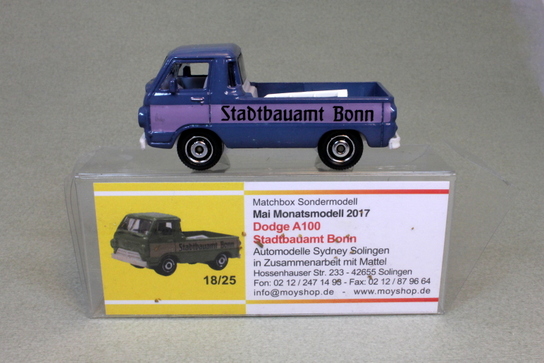 Stadtbauamt Bonn
Matchbox Sondermodell
Mai Monatsmodell 2017
Dodge A100
Stadtbauamt Bonn
Automodelle Sydney Solingen
in Zusammenarbeit mit Mattel
Hossenhauser Str. 233 - 42655 Solingen
Fon: 02 12 / 247 14 98 - Fax: 02 12 / 87 96 64
info@moyshop.de - www.moyshop.de
18/25